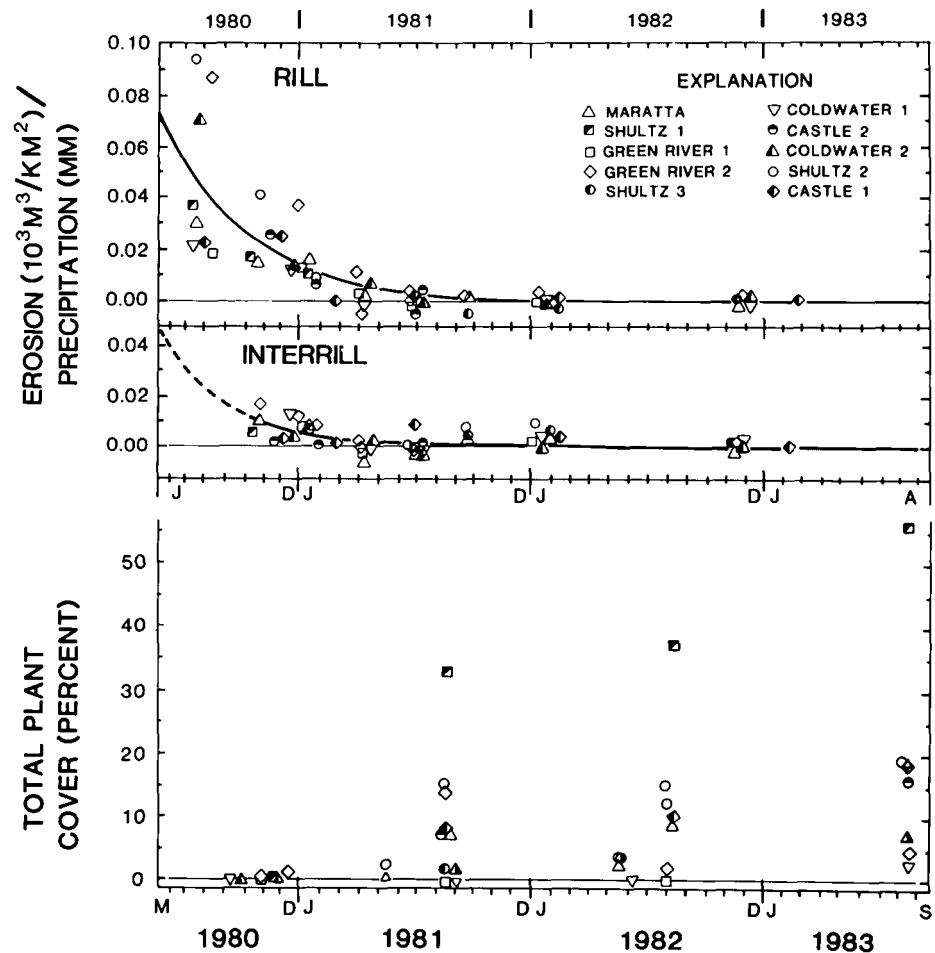 1980 | 1981 | 1982 | 1983
EROSION (10³M³/KM²)/
PRECIPITATION (MM)
0.10
0.08
0.06
0.04
0.02
0.00
RILL
EXPLANATION
MARATTA
SHULTZ 1
GREEN RIVER 1
GREEN RIVER 2
SHULTZ 3
COLDWATER 1
CASTLE 2
COLDWATER 2
SHULTZ 2
CASTLE 1
0.04
0.02
0.00
INTERRILL
J D J D J D J A
TOTAL PLANT
COVER (PERCENT)
50
40
30
20
10
0
M D J D J D J S
1980 1981 1982 1983